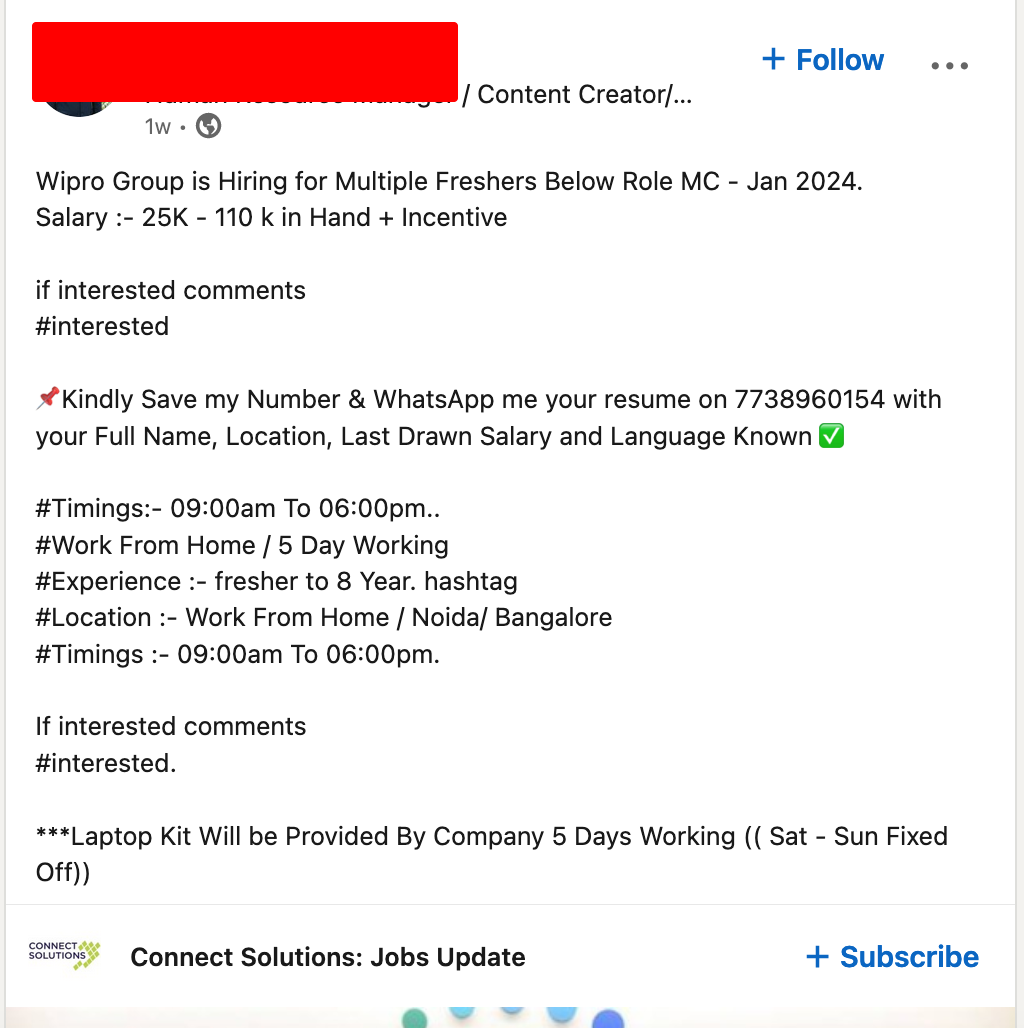 + Follow
/ Content Creator/...
1w •
Wipro Group is Hiring for Multiple Freshers Below Role MC - Jan 2024.
Salary :- 25K - 110 k in Hand + Incentive
if interested comments
#interested
📌Kindly Save my Number & WhatsApp me your resume on 7738960154 with
your Full Name, Location, Last Drawn Salary and Language Known ✅
#Timings:- 09:00am To 06:00pm..
#Work From Home / 5 Day Working
#Experience :- fresher to 8 Year. hashtag
#Location :- Work From Home / Noida/ Bangalore
#Timings :- 09:00am To 06:00pm.
If interested comments
#interested.
***Laptop Kit Will be Provided By Company 5 Days Working (( Sat - Sun Fixed
Off))
CONNECT
SOLUTIONS
Connect Solutions: Jobs Update
+ Subscribe